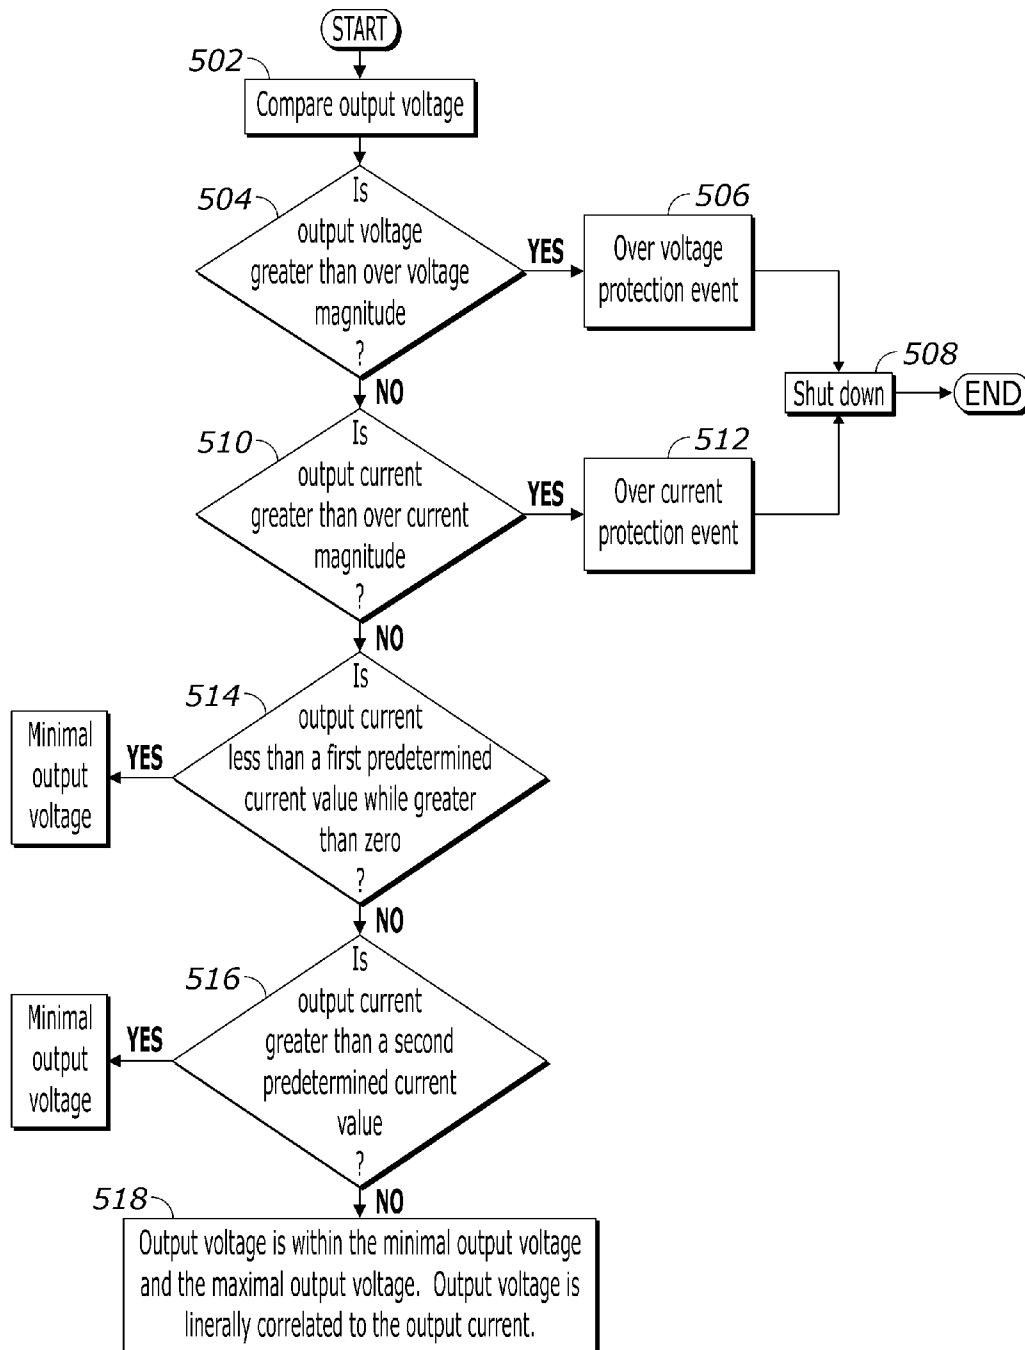 START
502
Compare output voltage
504
Is
output voltage
greater than over voltage
magnitude
?
YES
506
Over voltage
protection event
508
Shut down
END
NO
510
Is
output current
greater than over current
magnitude
?
YES
512
Over current
protection event
NO
514
Is
output current
less than a first predetermined
current value while greater
than zero
?
YES
Minimal
output
voltage
NO
516
Is
output current
greater than a second
predetermined current
value
?
YES
Minimal
output
voltage
NO
518
Output voltage is within the minimal output voltage
and the maximal output voltage. Output voltage is
linerally correlated to the output current.